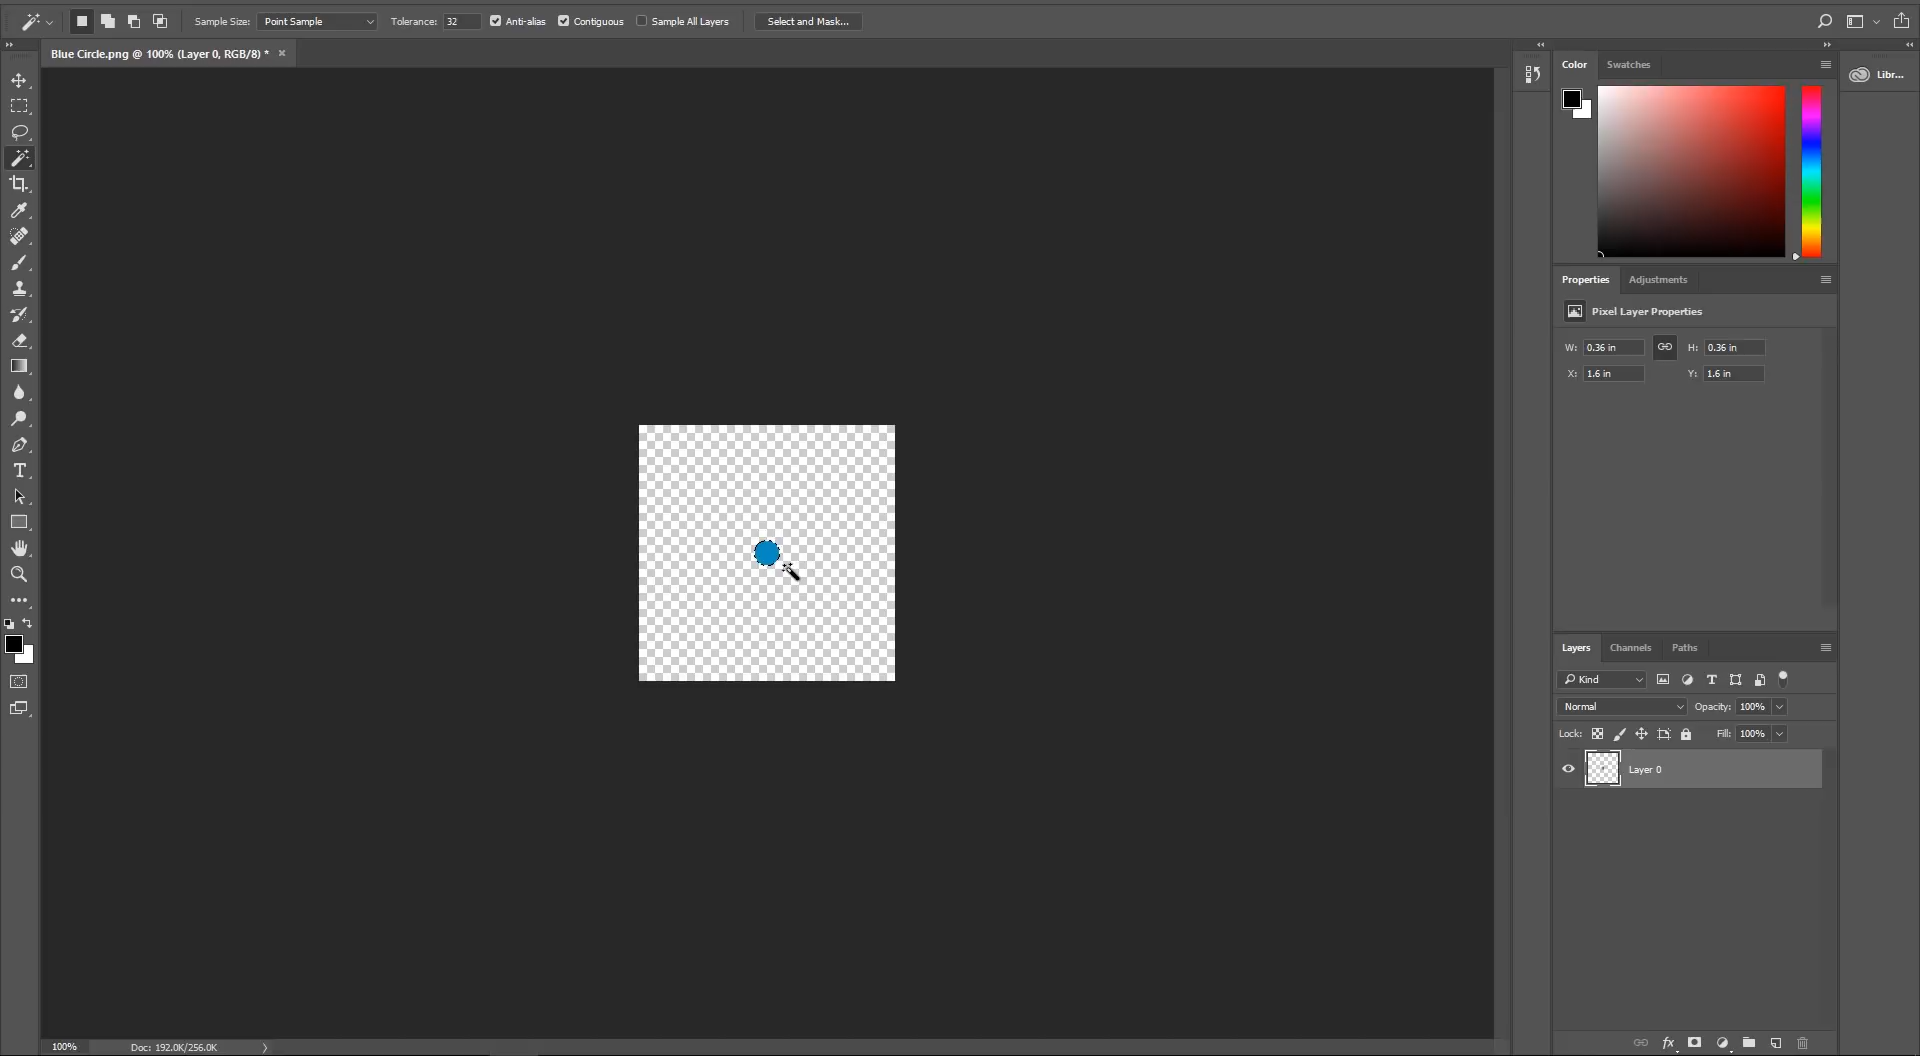 Sample Size: Point Sample Tolerance: 32 Anti-alias Contiguous Sample All Layers Select and Mask...
Blue Circle.png @ 100% (Layer 0, RGB/8) *
Color Swatches
Libr...
Properties Adjustments
Pixel Layer Properties
W: 0.36 in H: 0.36 in
X: 1.6 in Y: 1.6 in
Layers Channels Paths
Kind
Normal Opacity: 100%
Lock: Fill: 100%
Layer 0
fx
100% Doc: 192.0K/256.0K